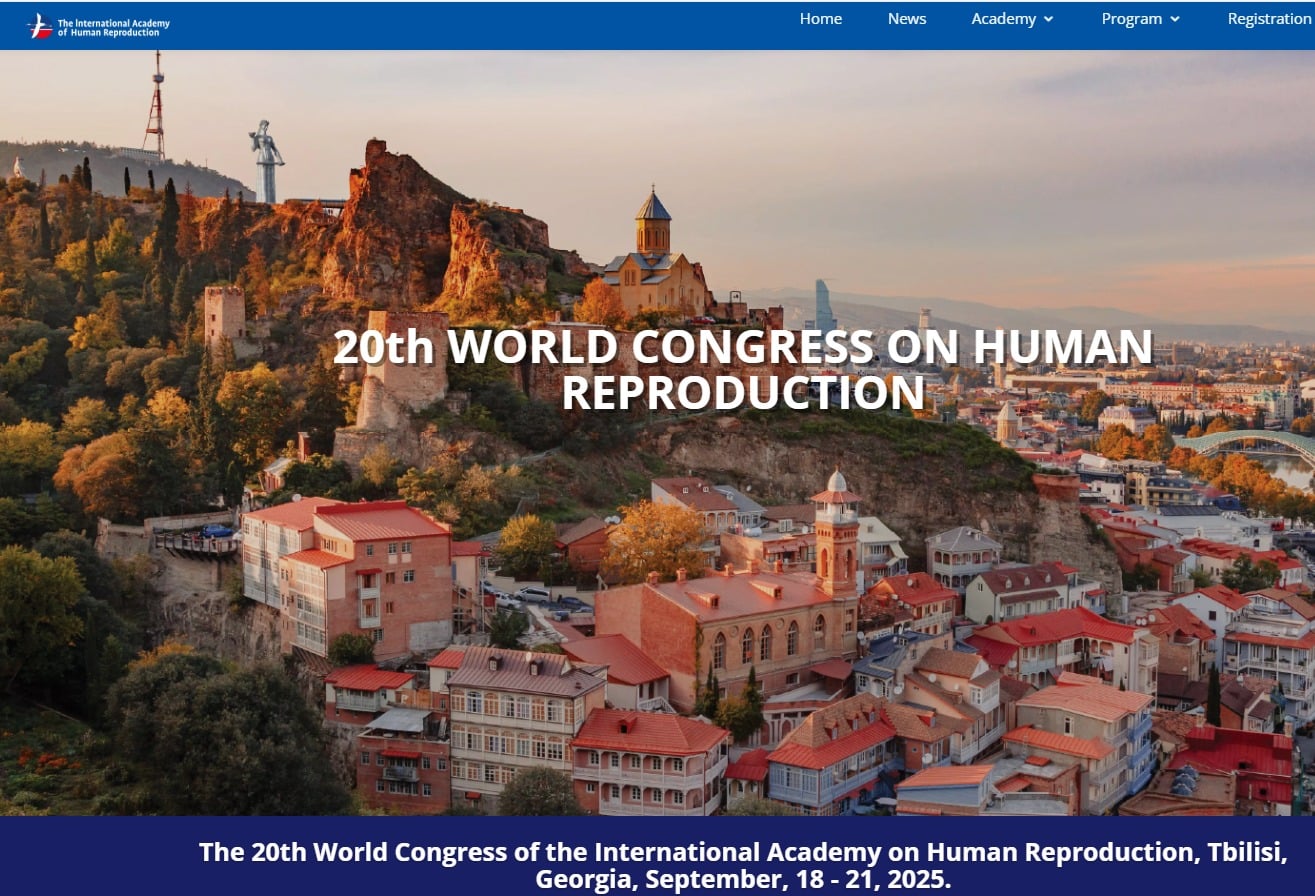 The International Academy
of Human Reproduction
Home
News
Academy
Program
Registration
20th WORLD CONGRESS ON HUMAN
REPRODUCTION
The 20th World Congress of the International Academy on Human Reproduction, Tbilisi,
Georgia, September, 18 - 21, 2025.